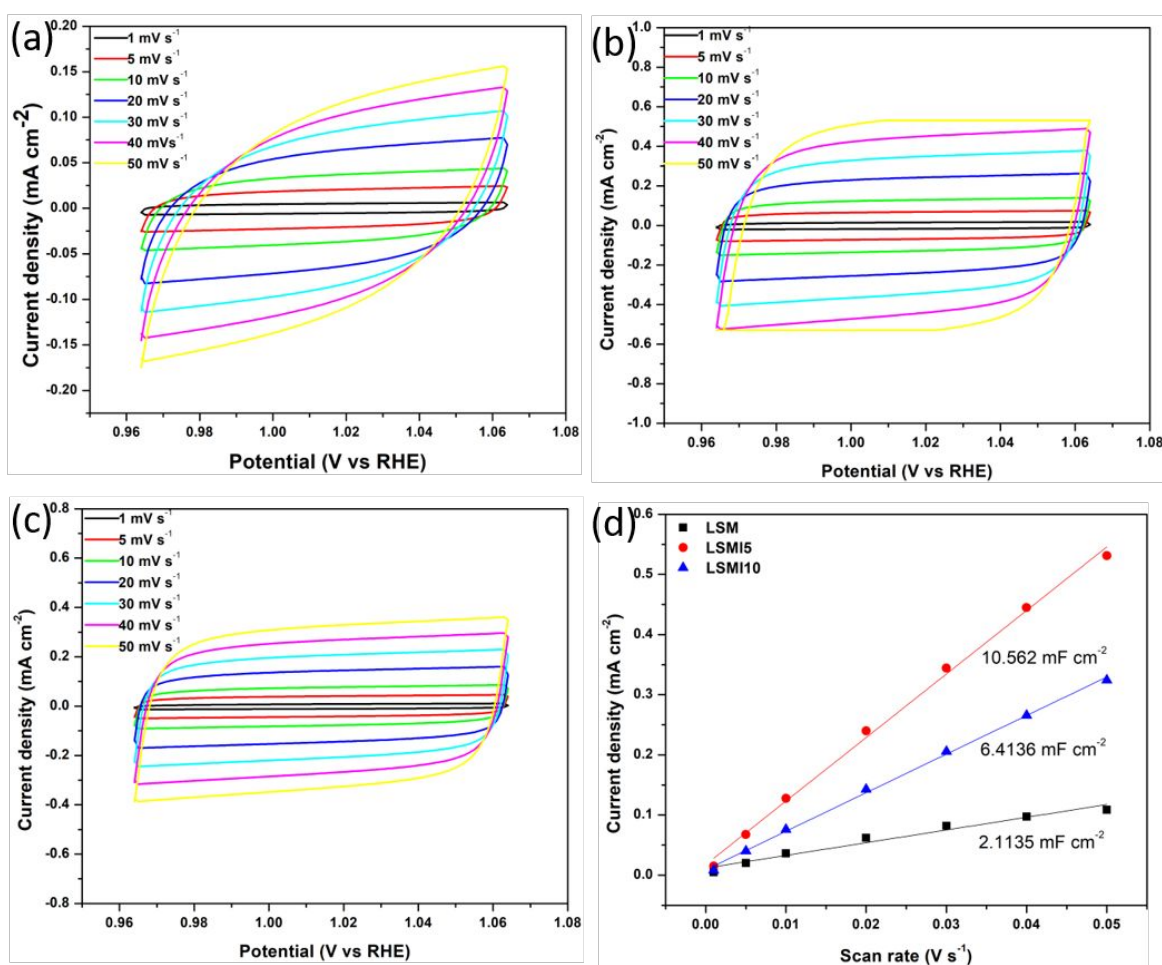 (a)
1 mV s-1
5 mV s-1
10 mV s-1
20 mV s-1
30 mV s-1
40 mVs-1
50 mV s-1
Current density (mA cm-2)
0.20
0.15
0.10
0.05
0.00
-0.05
-0.10
-0.15
-0.20
0.96 0.98 1.00 1.02 1.04 1.06 1.08
Potential (V vs RHE)
(b)
1 mV s-1
5 mV s-1
10 mV s-1
20 mV s-1
30 mV s-1
40 mV s-1
50 mV s-1
Current density (mA cm-2)
1.0
0.8
0.6
0.4
0.2
0.0
-0.2
-0.4
-0.6
-0.8
-1.0
0.96 0.98 1.00 1.02 1.04 1.06 1.08
Potential (V vs RHE)
(c)
1 mV s-1
5 mV s-1
10 mV s-1
20 mV s-1
30 mV s-1
40 mV s-1
50 mV s-1
Current density (mA cm-2)
0.8
0.6
0.4
0.2
0.0
-0.2
-0.4
-0.6
-0.8
0.96 0.98 1.00 1.02 1.04 1.06 1.08
Potential (V vs RHE)
(d)
LSM
LSMI5
LSMI10
Current density (mA cm-2)
0.6
0.5
0.4
0.3
0.2
0.1
0.0
10.562 mF cm-2
6.4136 mF cm-2
2.1135 mF cm-2
0.00 0.01 0.02 0.03 0.04 0.05
Scan rate (V s-1)